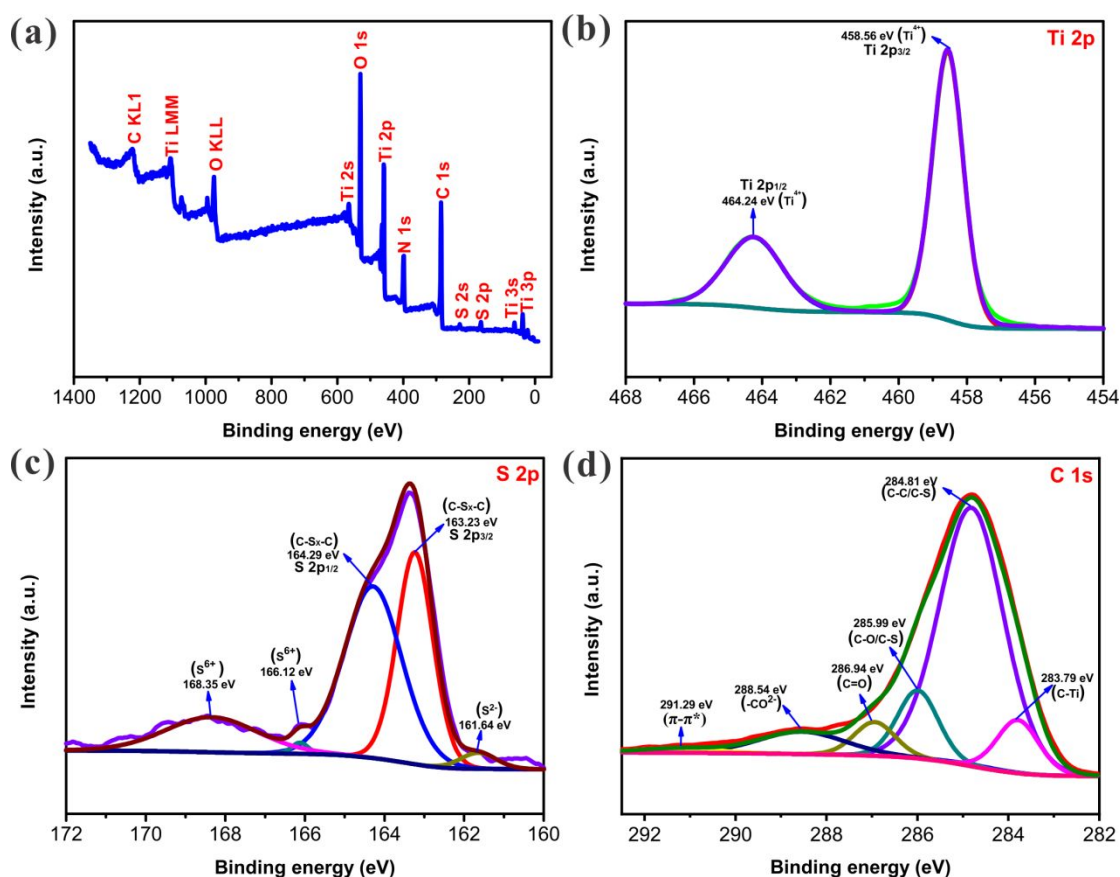 (a)
C KL1
Ti LMM
O KLL
Ti 2s
O 1s
Ti 2p
N 1s
C 1s
S 2s
S 2p
Ti 3s
Ti 3p
Intensity (a.u.)
1400 1200 1000 800 600 400 200 0
Binding energy (eV)
(b)
Ti 2p
458.56 eV (Ti⁴⁺)
Ti 2p₃/₂
Ti 2p₁/₂
464.24 eV (Ti⁴⁺)
Intensity (a.u.)
468 466 464 462 460 458 456 454
Binding energy (eV)
(c)
S 2p
(C-Sx-C)
163.23 eV
S 2p₃/₂
(C-Sx-C)
164.29 eV
S 2p₁/₂
(S⁶⁺)
166.12 eV
(S⁶⁺)
168.35 eV
(S²⁻)
161.64 eV
Intensity (a.u.)
172 170 168 166 164 162 160
Binding energy (eV)
(d)
C 1s
284.81 eV
(C-C/C-S)
285.99 eV
(C-O/C-S)
286.94 eV
(C=O)
288.54 eV
(-CO²⁻)
291.29 eV
(π-π*)
283.79 eV
(C-Ti)
Intensity (a.u.)
292 290 288 286 284 282
Binding energy (eV)